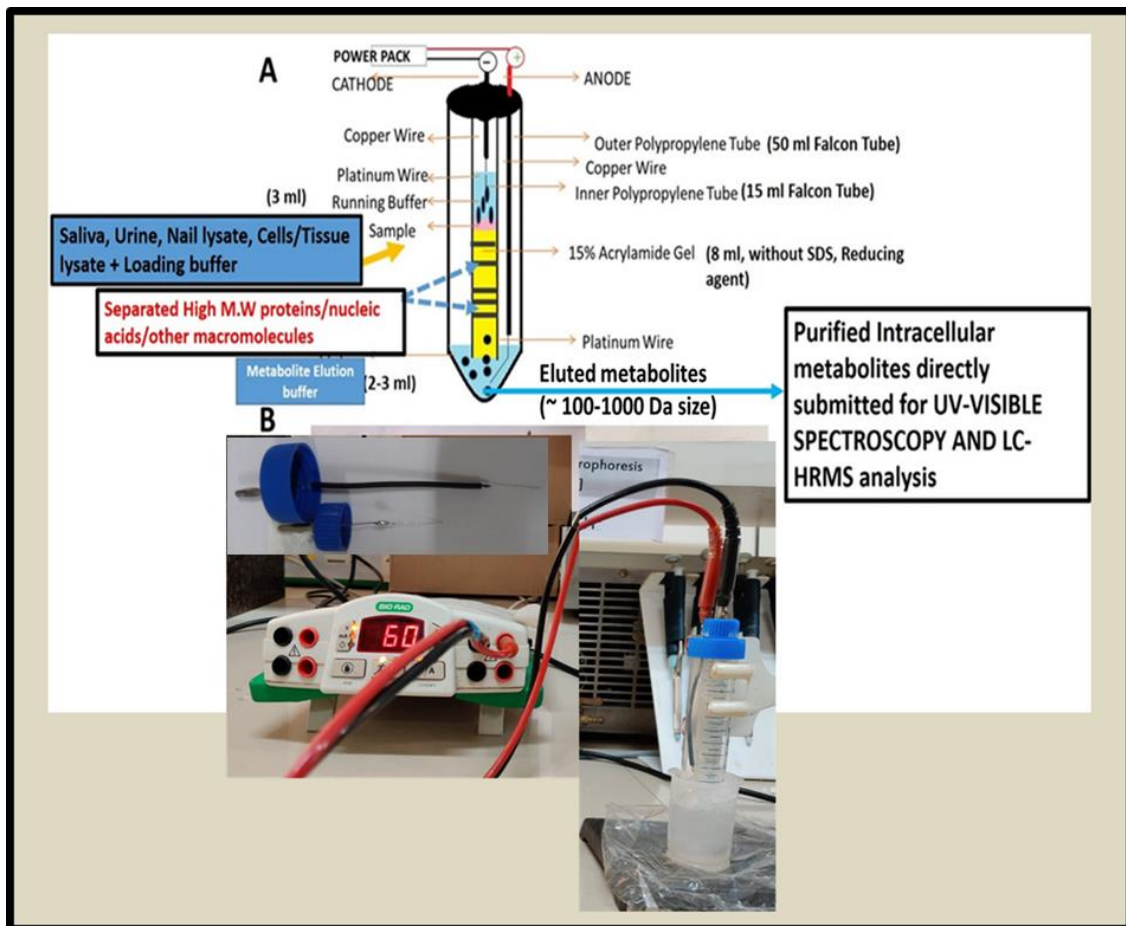 A
POWER PACK
−
+
CATHODE
ANODE
Copper Wire
Outer Polypropylene Tube (50 ml Falcon Tube)
Copper Wire
Platinum Wire
(3 ml)
Inner Polypropylene Tube (15 ml Falcon Tube)
Running Buffer
Sample
Saliva, Urine, Nail lysate, Cells/Tissue
lysate + Loading buffer
15% Acrylamide Gel (8 ml, without SDS, Reducing
agent)
Separated High M.W proteins/nucleic
acids/other macromolecules
Platinum Wire
Metabolite Elution
buffer
(2-3 ml)
Eluted metabolites
(~ 100-1000 Da size)
Purified Intracellular
metabolites directly
submitted for UV-VISIBLE
SPECTROSCOPY AND LC-
HRMS analysis
B
rophoresis
BIO-RAD
60